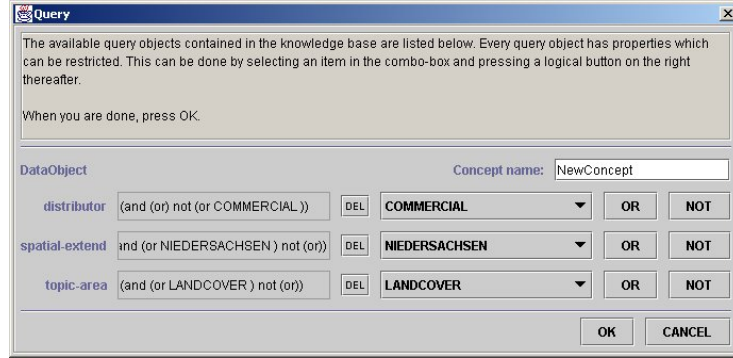 Query
The available query objects contained in the knowledge base are listed below. Every query object has properties which
can be restricted. This can be done by selecting an item in the combo-box and pressing a logical button on the right
thereafter.
When you are done, press OK.
DataObject Concept name: NewConcept
distributor (and (or) not (or COMMERCIAL )) DEL COMMERCIAL OR NOT
spatial-extend and (or NIEDERSACHSEN ) not (or)) DEL NIEDERSACHSEN OR NOT
topic-area (and (or LANDCOVER ) not (or)) DEL LANDCOVER OR NOT
OK CANCEL